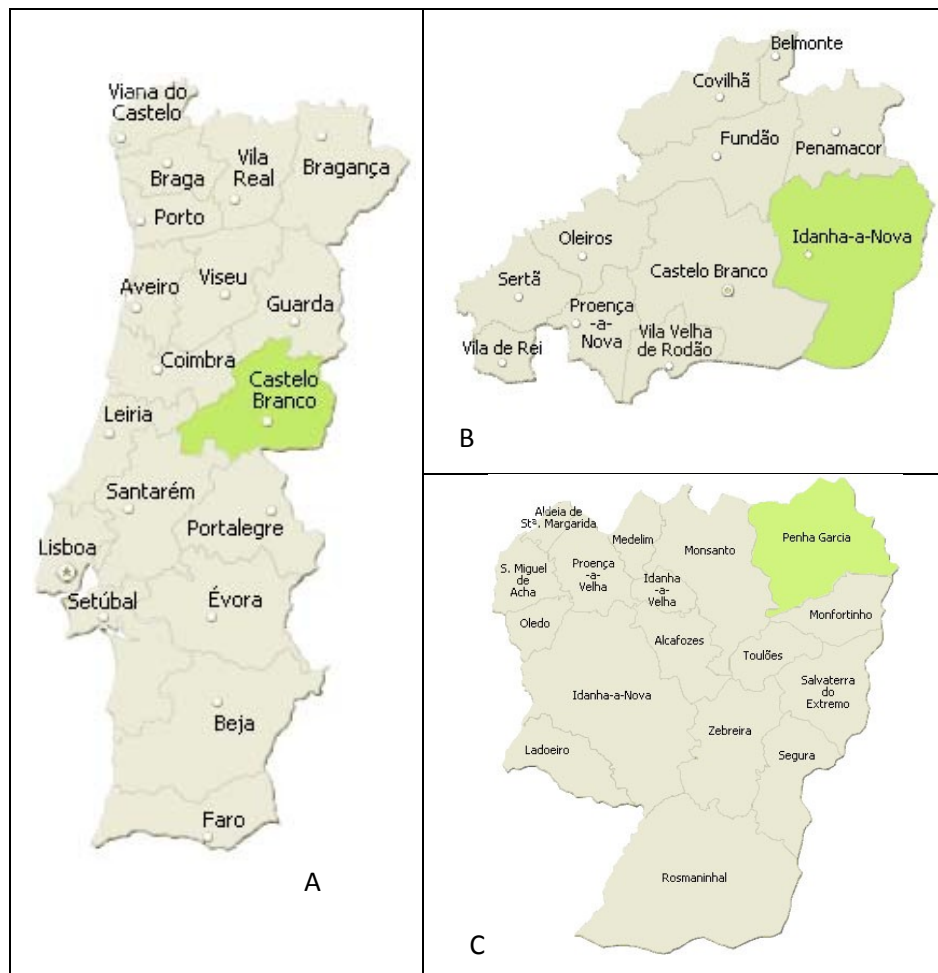 Viana do
Castelo
Braga
Vila
Real
Bragança
Porto
Aveiro
Viseu
Guarda
Coimbra
Castelo
Branco
Leiria
Santarém
Portalegre
Lisboa
Setúbal
Évora
Beja
Faro
A
Belmonte
Covilhã
Fundão
Penamacor
Idanha-a-Nova
Oleiros
Castelo Branco
Sertã
Proença
-a-
Nova
Vila Velha
de Rodão
Vila de Rei
B
Aldeia de
Stª. Margarida
Medelim
Monsanto
Penha Garcia
S. Miguel
de
Acha
Proença
-a-
Velha
Idanha
-a-
Velha
Monfortinho
Oledo
Alcafozes
Toulões
Idanha-a-Nova
Salvaterra
do
Extremo
Zebreira
Ladoeiro
Segura
Rosmaninhal
C